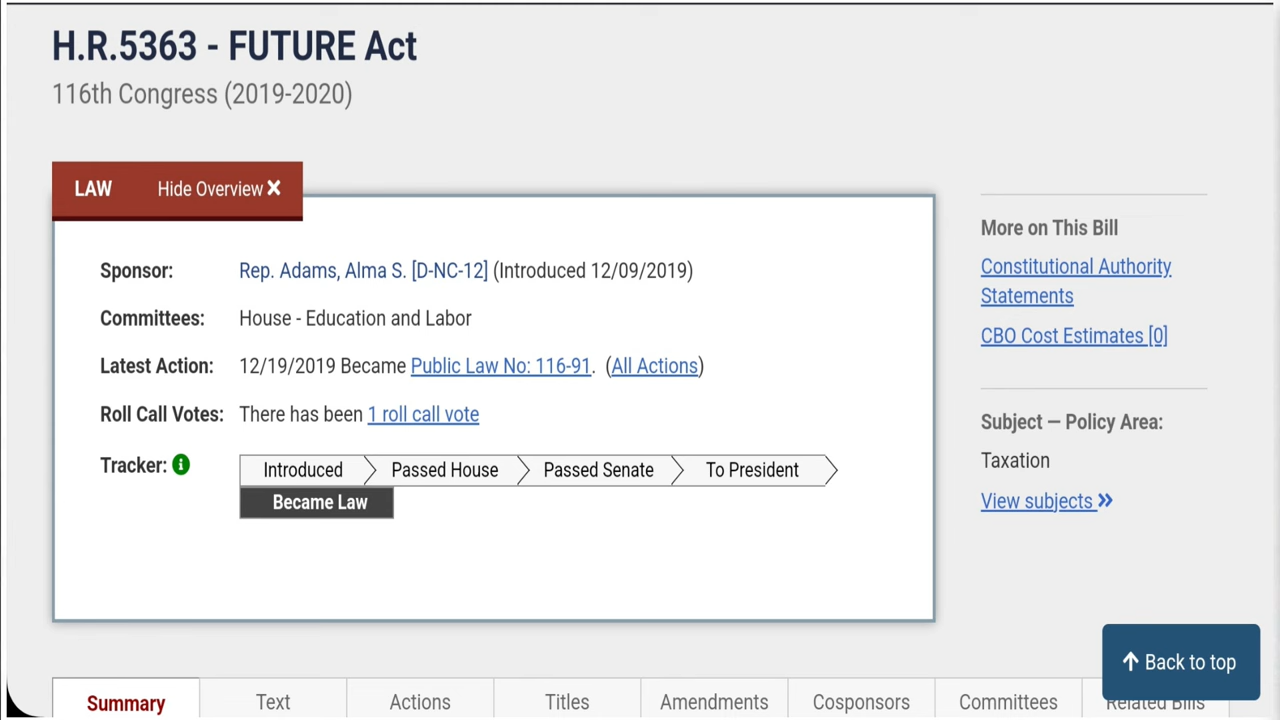 H.R.5363 - FUTURE Act
116th Congress (2019-2020)
LAW Hide Overview ✕
Sponsor: Rep. Adams, Alma S. [D-NC-12] (Introduced 12/09/2019)
Committees: House - Education and Labor
Latest Action: 12/19/2019 Became Public Law No: 116-91. (All Actions)
Roll Call Votes: There has been 1 roll call vote
Tracker: Introduced Passed House Passed Senate To President
Became Law
More on This Bill
Constitutional Authority
Statements
CBO Cost Estimates [0]
Subject — Policy Area:
Taxation
View subjects »
↑ Back to top
Summary Text Actions Titles Amendments Cosponsors Committees Related Bills